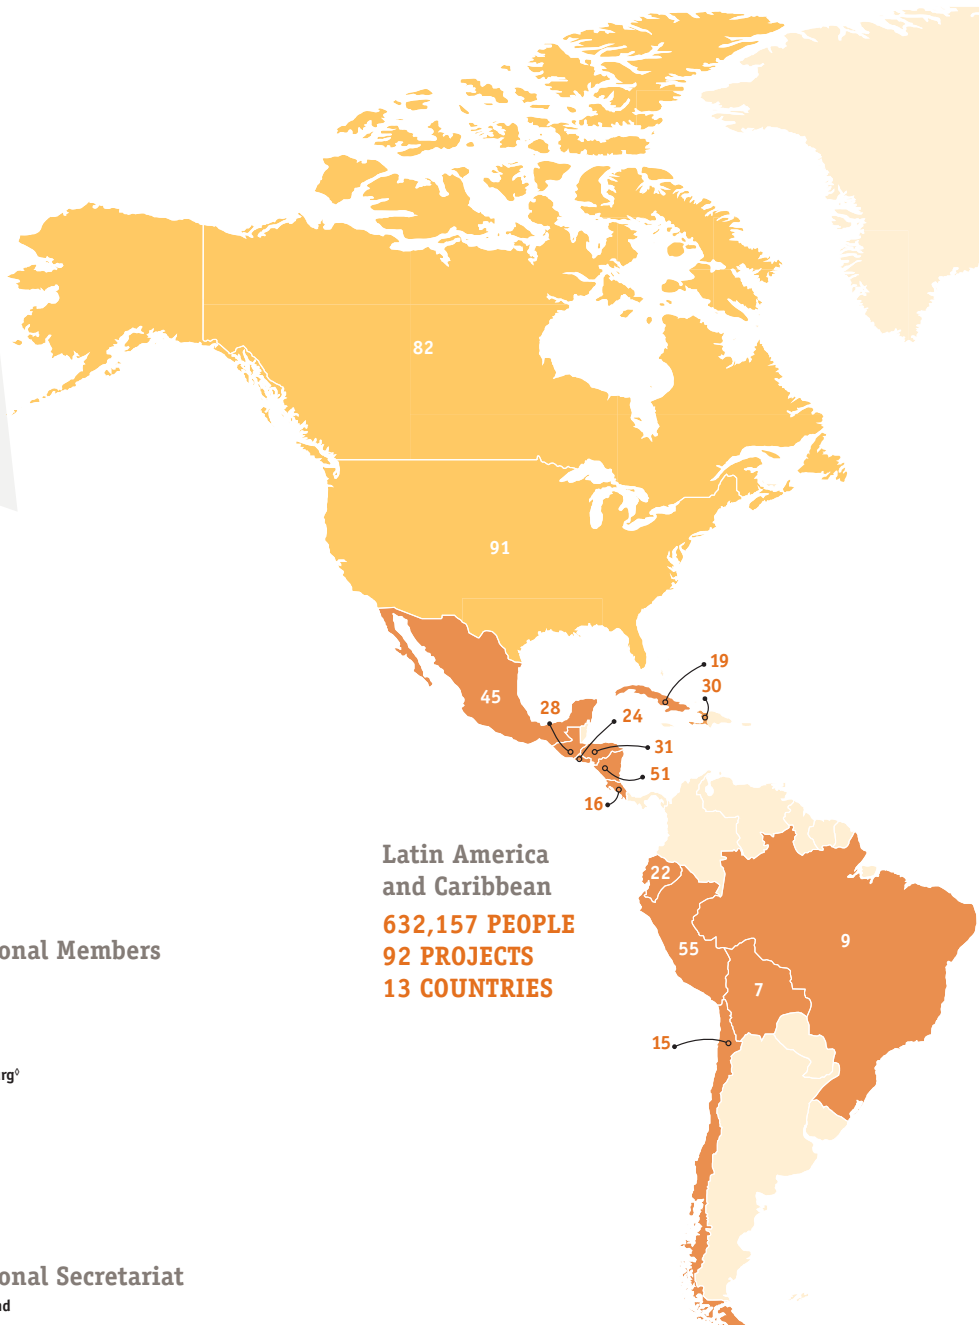 82
91
19
30
45
28
24
31
51
16
Latin America
and Caribbean
632,157 PEOPLE
92 PROJECTS
13 COUNTRIES
22
55
9
7
15
onal Members
rg◊
onal Secretariat
nd